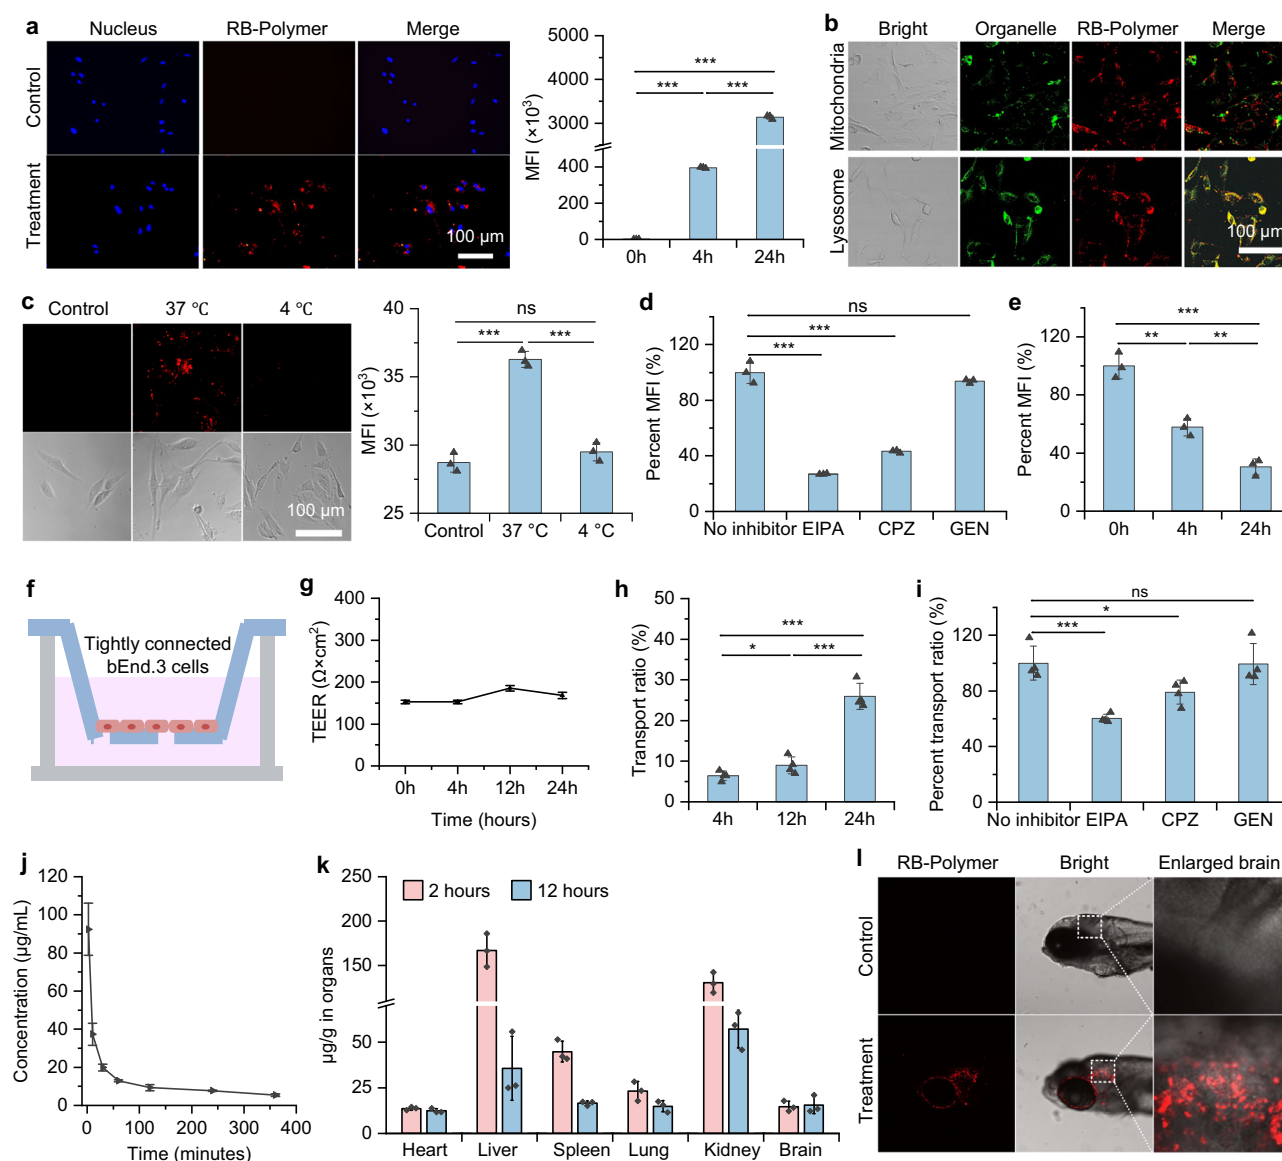 a
Nucleus RB-Polymer Merge
Control
Treatment
100 µm
MFI (×10³)
5000
4000
3000
400
200
0
***
*** ***
0h 4h 24h
b
Bright Organelle RB-Polymer Merge
Mitochondria
Lysosome
100 µm
c
Control 37 °C 4 °C
100 µm
MFI (×10³)
40
36
29
25
ns
*** ***
Control 37 °C 4 °C
d
Percent MFI (%)
120
80
40
0
ns
***
***
No inhibitor EIPA CPZ GEN
e
Percent MFI (%)
120
80
40
0
***
** **
0h 4h 24h
f
Tightly connected
bEnd.3 cells
g
TEER (Ω×cm²)
400
300
200
150
0
0h 4h 12h 24h
Time (hours)
h
Transport ratio (%)
50
40
30
20
10
0
***
* ***
4h 12h 24h
i
Percent transport ratio (%)
120
80
40
0
ns
*
***
No inhibitor EIPA CPZ GEN
j
Concentration (µg/mL)
120
100
80
60
40
20
0
0 100 200 300 400
Time (minutes)
k
µg/g in organs
250
200
150
50
25
0
2 hours 12 hours
Heart Liver Spleen Lung Kidney Brain
l
RB-Polymer Bright Enlarged brain
Control
Treatment